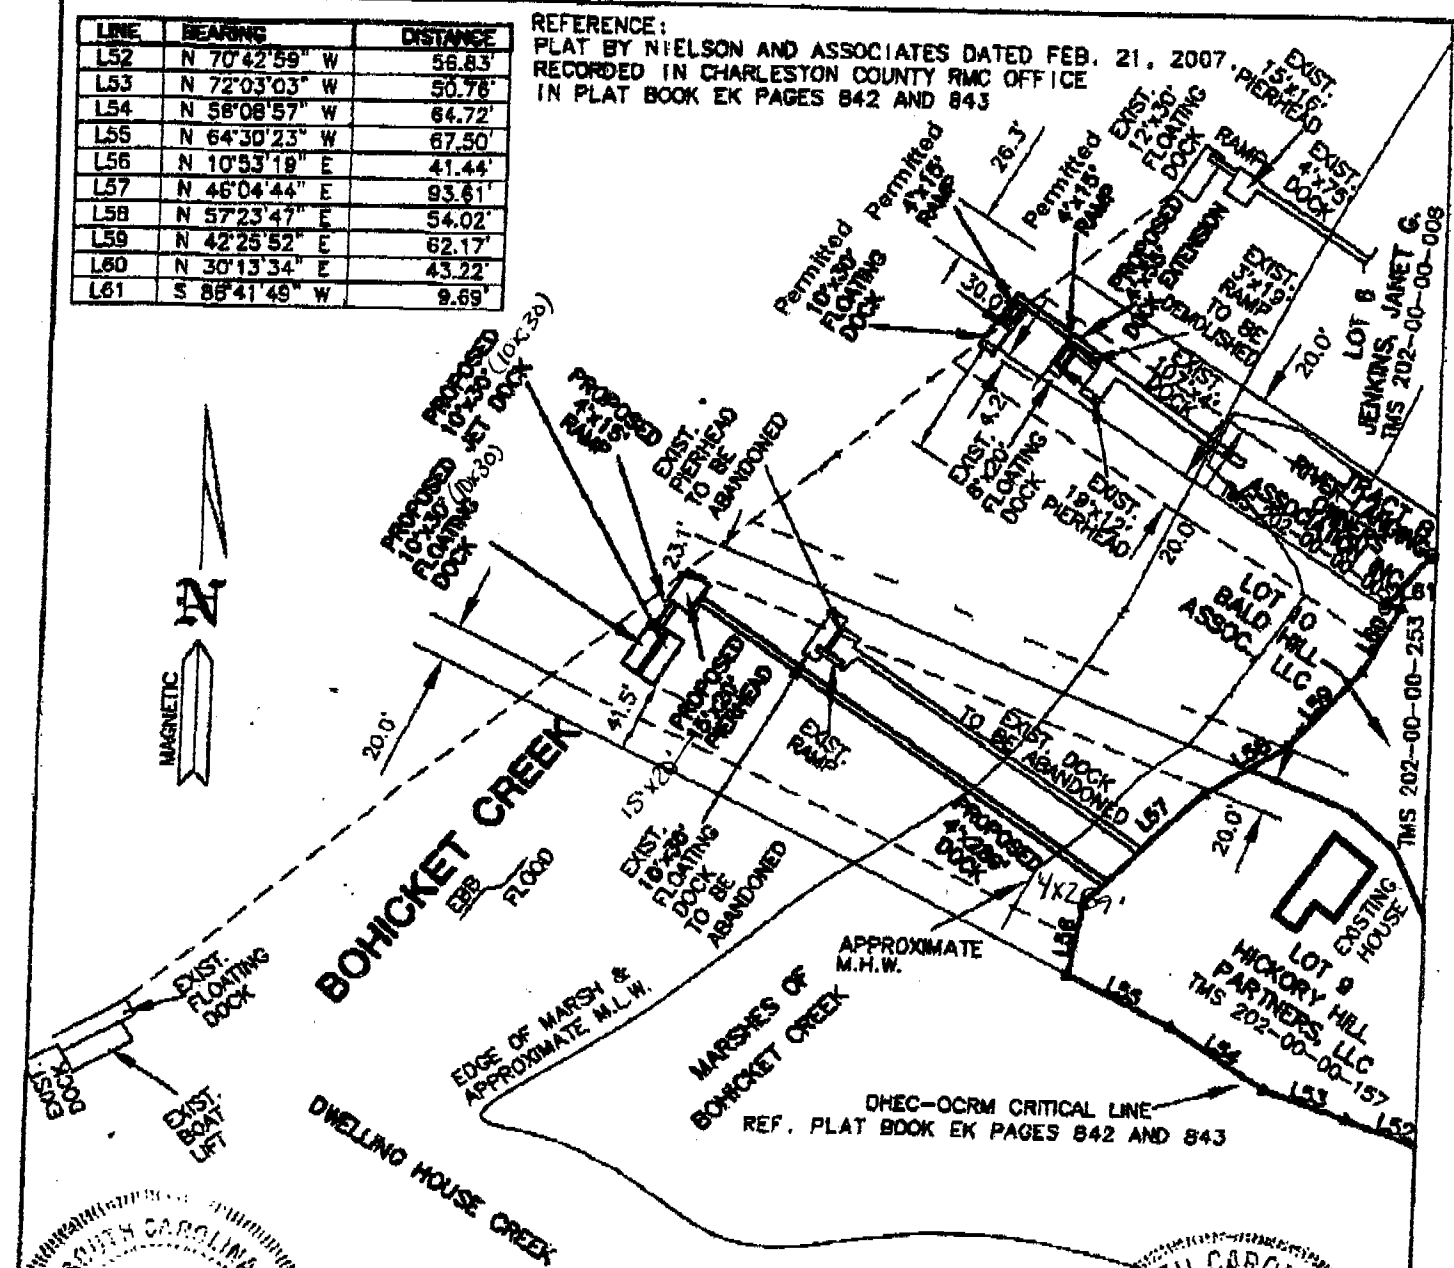 LINE BEARING DISTANCE
L52 N 70°42'59" W 56.83'
L53 N 72°03'03" W 50.76'
L54 N 58°08'57" W 64.72'
L55 N 64°30'23" W 67.50'
L56 N 10°53'19" E 41.44'
L57 N 46°04'44" E 93.61'
L58 N 57°23'47" E 54.02'
L59 N 42°25'52" E 62.17'
L60 N 30°13'34" E 43.22'
L61 S 86°41'49" W 9.69'
REFERENCE:
PLAT BY NIELSON AND ASSOCIATES DATED FEB. 21, 2007.
RECORDED IN CHARLESTON COUNTY RMC OFFICE
IN PLAT BOOK EK PAGES 842 AND 843
EXIST.
15'x16'
PIERHEAD
EXIST.
12'x30'
FLOATING
DOCK
RAMP
EXIST.
4'x75'
DOCK
26.3'
Permitted
4'x15'
RAMP
Permitted
4'x15'
RAMP
Permitted
10'x30'
FLOATING
DOCK
30.0'
PROPOSED
DOCK EXTENSION
EXIST.
3'x19'
RAMP
TO BE
DEMOLISHED
20.0'
LOT 8
JENKINS, JANET G.
TMS 202-00-00-008
EXIST.
DOCK
4.2'
EXIST.
8'x20'
FLOATING
DOCK
EXIST.
19'x12'
PIERHEAD
TRACT
RIVER LANDING
ASSOCIATION INC
20.0'
L61
L60
LOT 10
BALD HILL
ASSOC., LLC
TMS 202-00-00-253
L59
L58
L57
20.0'
PROPOSED
10'x30' (10x30)
JET DOCK
PROPOSED
10'x30' (10x30)
FLOATING
DOCK
PROPOSED
4'x15'
RAMP
EXIST.
PIERHEAD
TO BE
ABANDONED
23.1'
MAGNETIC
N
20.0'
41.5'
PROPOSED
15'x20'
PIERHEAD
15'x20'
EXIST.
RAMP
EXIST. DOCK
TO BE ABANDONED
EXIST.
10'x36'
FLOATING
DOCK
TO BE
ABANDONED
PROPOSED
4'x289'
DOCK
4x289'
BOHICKET CREEK
EBB
FLOOD
APPROXIMATE
M.H.W.
L56
L55
L54
L53
L52
EXISTING
HOUSE
LOT 9
HICKORY HILL
PARTNERS, LLC
TMS 202-00-00-157
EXIST.
FLOATING
DOCK
EXIST.
DOCK
EXIST.
BOAT
LIFT
EDGE OF MARSH &
APPROXIMATE M.L.W.
MARSHES OF
BOHICKET CREEK
DHEC-OCRM CRITICAL LINE
REF. PLAT BOOK EK PAGES 842 AND 843
DWELLING HOUSE CREEK
SOUTH CAROLINA